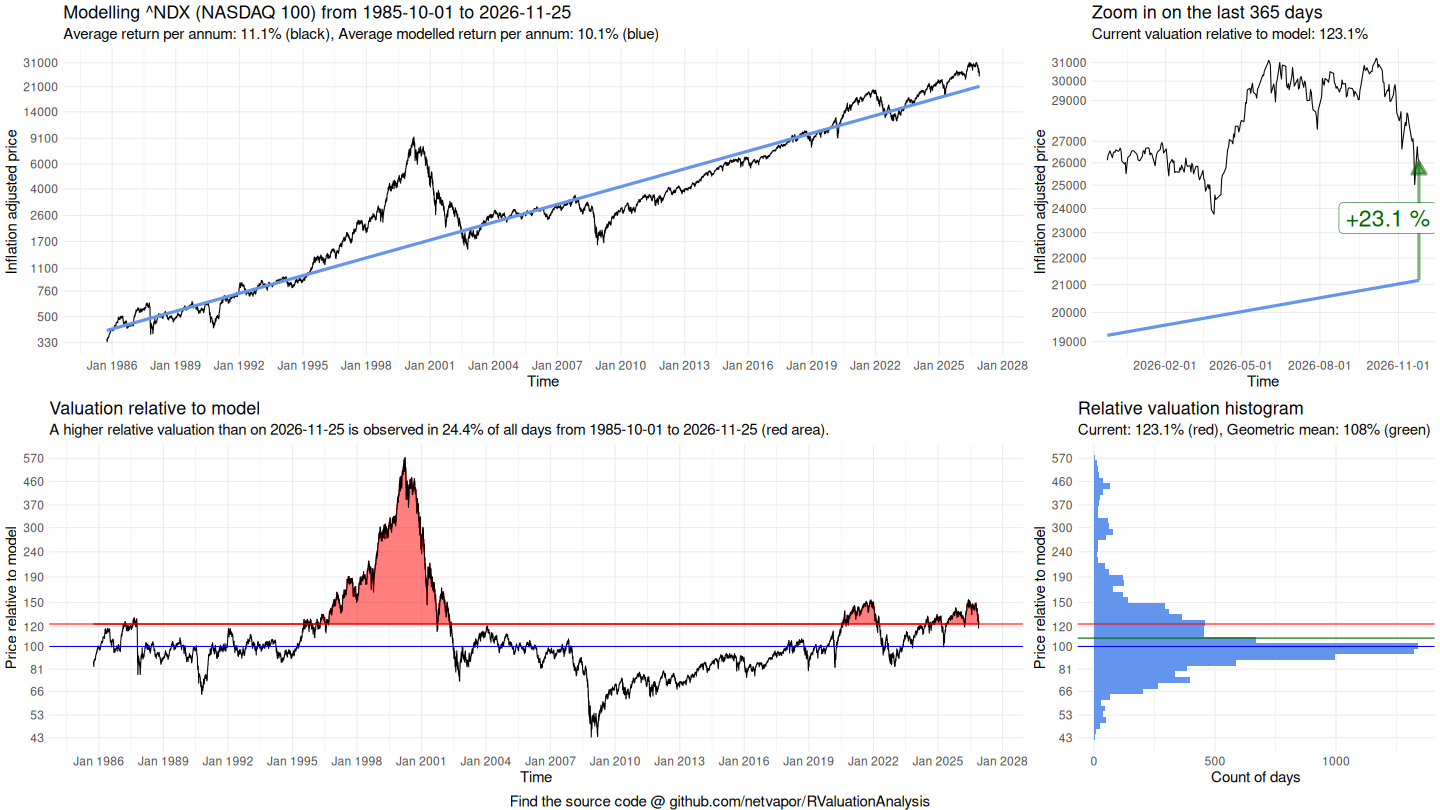 Modelling ^NDX (NASDAQ 100) from 1985-10-01 to 2026-11-25
Average return per annum: 11.1% (black), Average modelled return per annum: 10.1% (blue)
Inflation adjusted price
31000
21000
14000
9100
6000
4000
2600
1700
1100
760
500
330
Jan 1986 Jan 1989 Jan 1992 Jan 1995 Jan 1998 Jan 2001 Jan 2004 Jan 2007 Jan 2010 Jan 2013 Jan 2016 Jan 2019 Jan 2022 Jan 2025 Jan 2028
Time
Zoom in on the last 365 days
Current valuation relative to model: 123.1%
Inflation adjusted price
31000
30000
29000
27000
26000
25000
24000
23000
22000
21000
20000
19000
+23.1 %
2026-02-01 2026-05-01 2026-08-01 2026-11-01
Time
Valuation relative to model
A higher relative valuation than on 2026-11-25 is observed in 24.4% of all days from 1985-10-01 to 2026-11-25 (red area).
Price relative to model
570
460
370
300
240
190
150
120
100
81
66
53
43
Jan 1986 Jan 1989 Jan 1992 Jan 1995 Jan 1998 Jan 2001 Jan 2004 Jan 2007 Jan 2010 Jan 2013 Jan 2016 Jan 2019 Jan 2022 Jan 2025 Jan 2028
Time
Relative valuation histogram
Current: 123.1% (red), Geometric mean: 108% (green)
Price relative to model
570
460
370
300
240
190
150
120
100
81
66
53
43
0 500 1000
Count of days
Find the source code @ github.com/netvapor/RValuationAnalysis